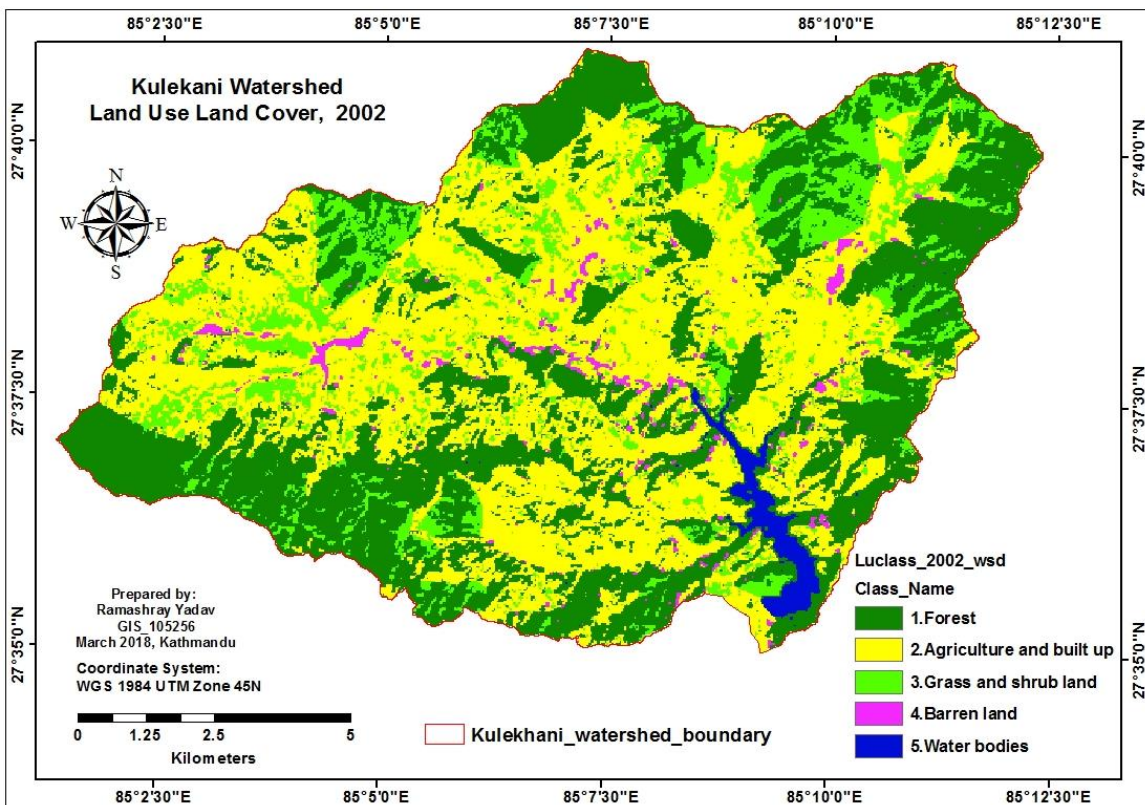 85°2'30"E 85°5'0"E 85°7'30"E 85°10'0"E 85°12'30"E
Kulekani Watershed
Land Use Land Cover, 2002
27°40'0"N
27°40'0"N
N
W E
S
27°37'30"N
27°37'30"N
Luclass_2002_wsd
Class_Name
1.Forest
2.Agriculture and built up
3.Grass and shrub land
4.Barren land
5.Water bodies
Prepared by:
Ramashray Yadav
GIS_105256
March 2018, Kathmandu
27°35'0"N
27°35'0"N
Coordinate System:
WGS 1984 UTM Zone 45N
0 1.25 2.5 5
Kilometers
Kulekhani_watershed_boundary
85°2'30"E 85°5'0"E 85°7'30"E 85°10'0"E 85°12'30"E